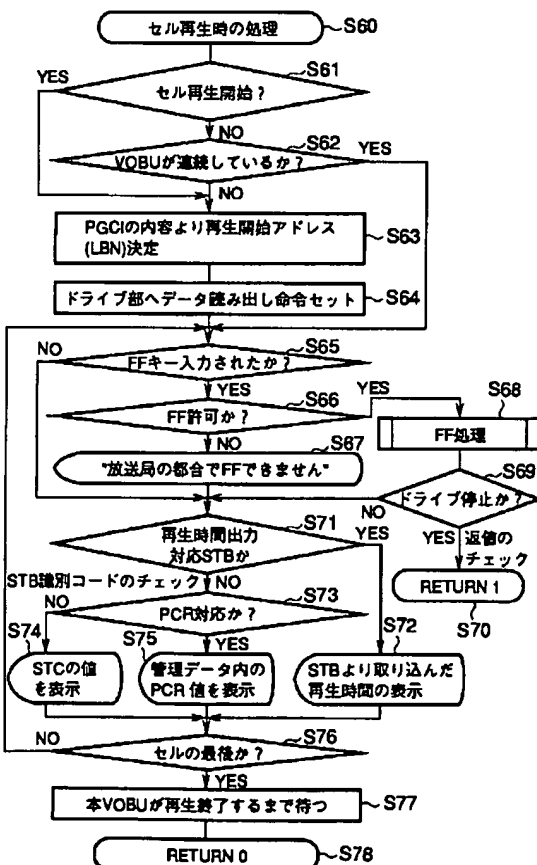 セル再生時の処理
S60
S61
YES
セル再生開始？
NO
S62
VOBUが連続しているか？
YES
NO
PGCIの内容より再生開始アドレス
(LBN)決定
S63
ドライブ部へデータ読み出し命令セット
S64
NO
S65
FFキー入力されたか？
YES
S66
YES
S68
FF許可か？
FF処理
NO
S67
"放送局の都合でFFできません"
S69
ドライブ停止か？
NO
S71
再生時間出力
対応STBか
YES
YES
返信の
チェック
STB識別コードのチェック
NO
RETURN 1
S70
S73
NO
PCR対応か？
S74
S75
YES
S72
STCの値
を表示
管理データ内の
PCR 値を表示
STBより取り込んだ
再生時間の表示
NO
S76
セルの最後か？
YES
本VOBUが再生終了するまで待つ
S77
RETURN 0
S78